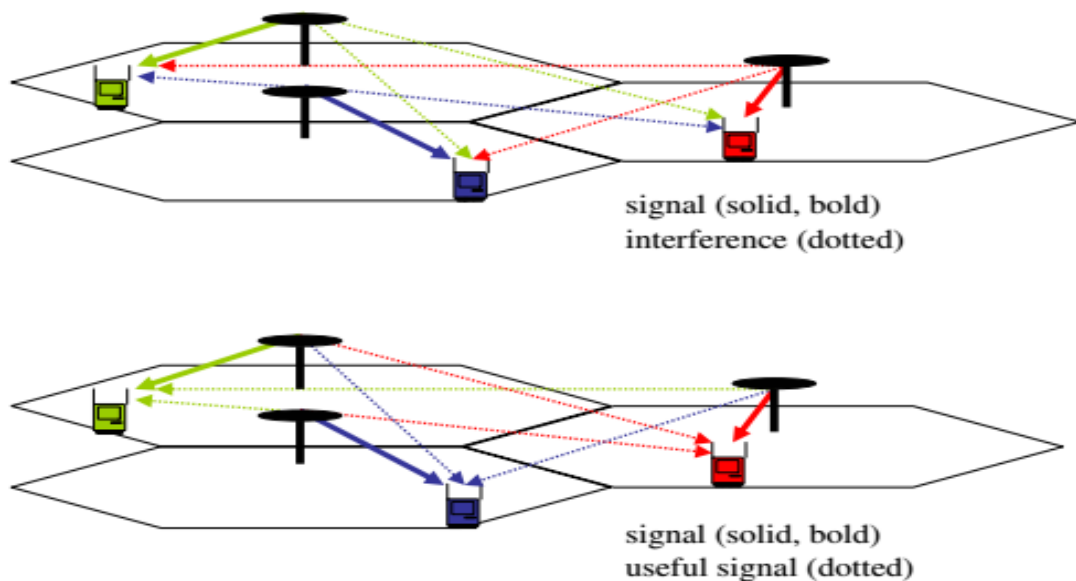 signal (solid, bold)
interference (dotted)
signal (solid, bold)
useful signal (dotted)